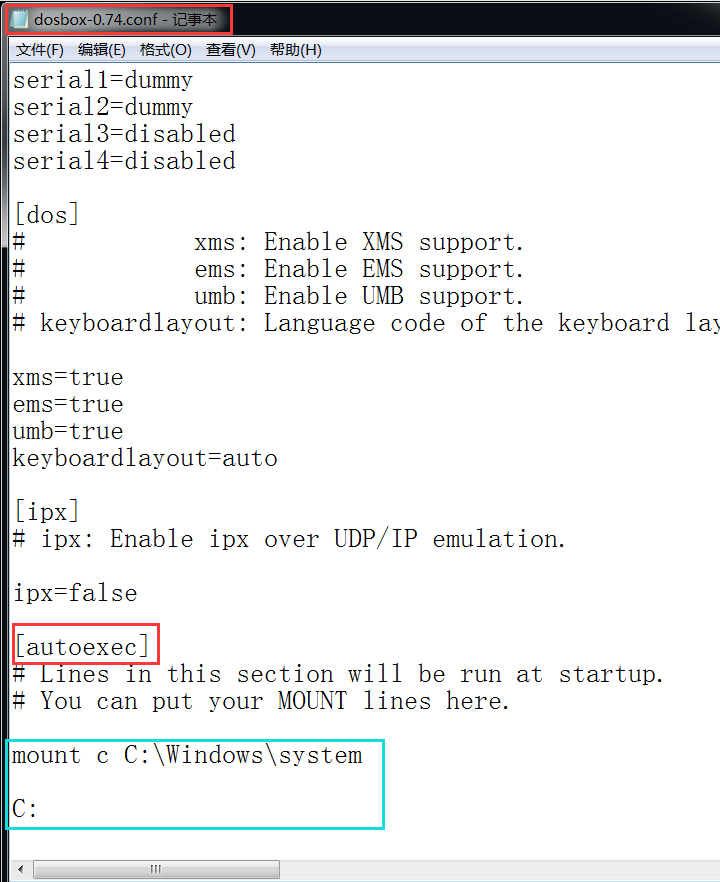 dosbox-0.74.conf - 记事本
文件(F) 编辑(E) 格式(O) 查看(V) 帮助(H)
serial1=dummy
serial2=dummy
serial3=disabled
serial4=disabled
[dos]
#             xms: Enable XMS support.
#             ems: Enable EMS support.
#             umb: Enable UMB support.
# keyboardlayout: Language code of the keyboard lay
xms=true
ems=true
umb=true
keyboardlayout=auto
[ipx]
# ipx: Enable ipx over UDP/IP emulation.
ipx=false
[autoexec]
# Lines in this section will be run at startup.
# You can put your MOUNT lines here.
mount c C:\Windows\system
C: